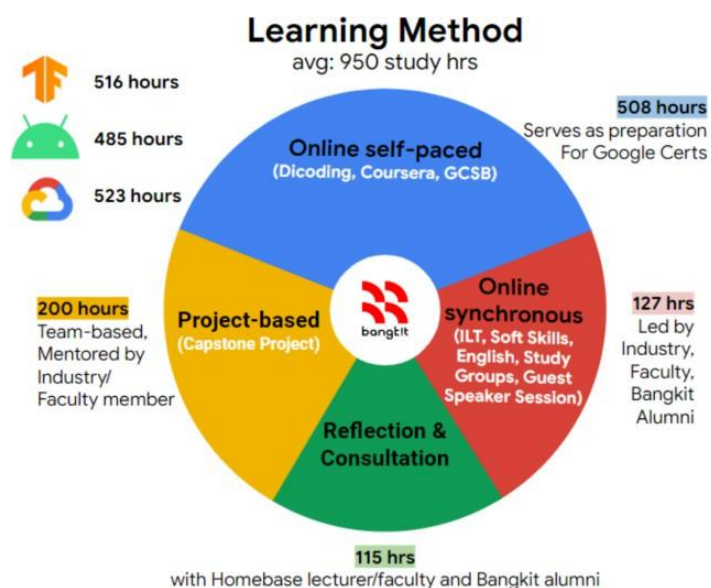 Learning Method
avg: 950 study hrs
516 hours
485 hours
523 hours
Online self-paced
(Dicoding, Coursera, GCSB)
508 hours
Serves as preparation
For Google Certs
200 hours
Team-based,
Mentored by
Industry/
Faculty member
Project-based
(Capstone Project)
bangk!t
Online
synchronous
(ILT, Soft Skills,
English, Study
Groups, Guest
Speaker Session)
127 hrs
Led by
Industry,
Faculty,
Bangkit
Alumni
Reflection &
Consultation
115 hrs
with Homebase lecturer/faculty and Bangkit alumni